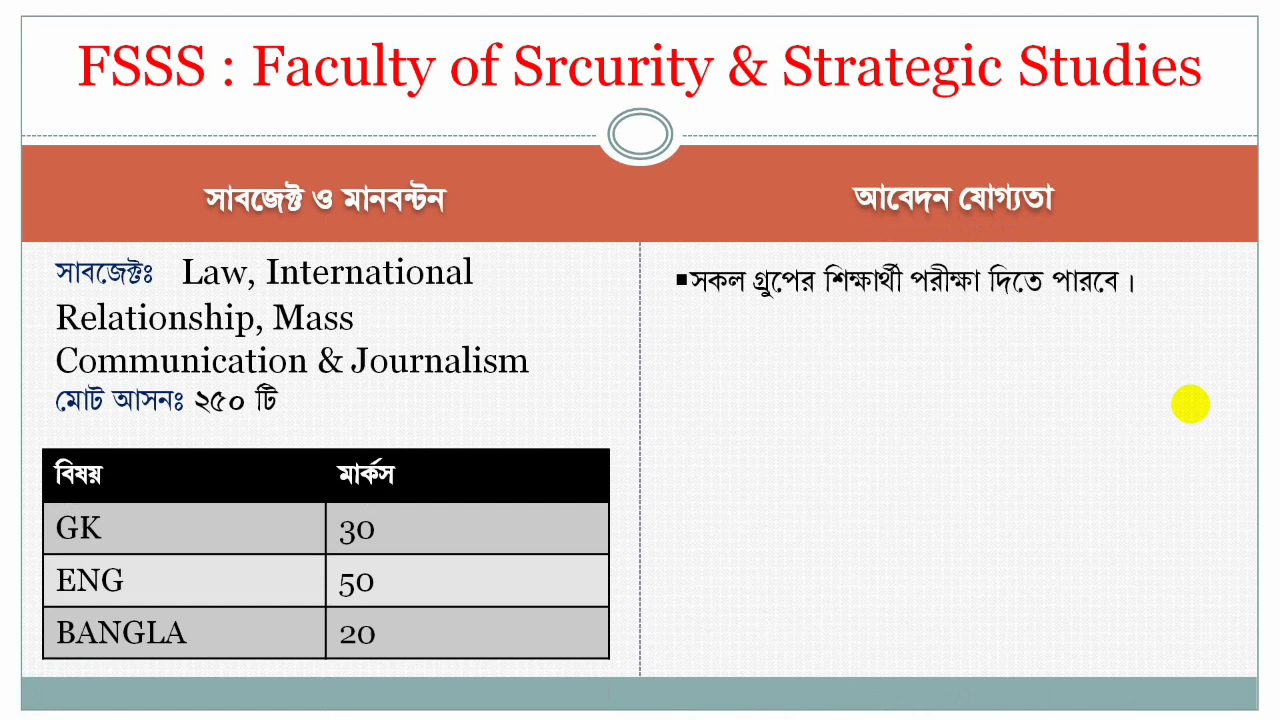 FSSS : Faculty of Srcurity & Strategic Studies
সাবজেক্ট ও মানবন্টন
আবেদন যোগ্যতা
সাবজেক্টঃ Law, International
Relationship, Mass
Communication & Journalism
মোট আসনঃ ২৫০ টি
▪সকল গ্রুপের শিক্ষার্থী পরীক্ষা দিতে পারবে।
বিষয় মার্কস
GK 30
ENG 50
BANGLA 20